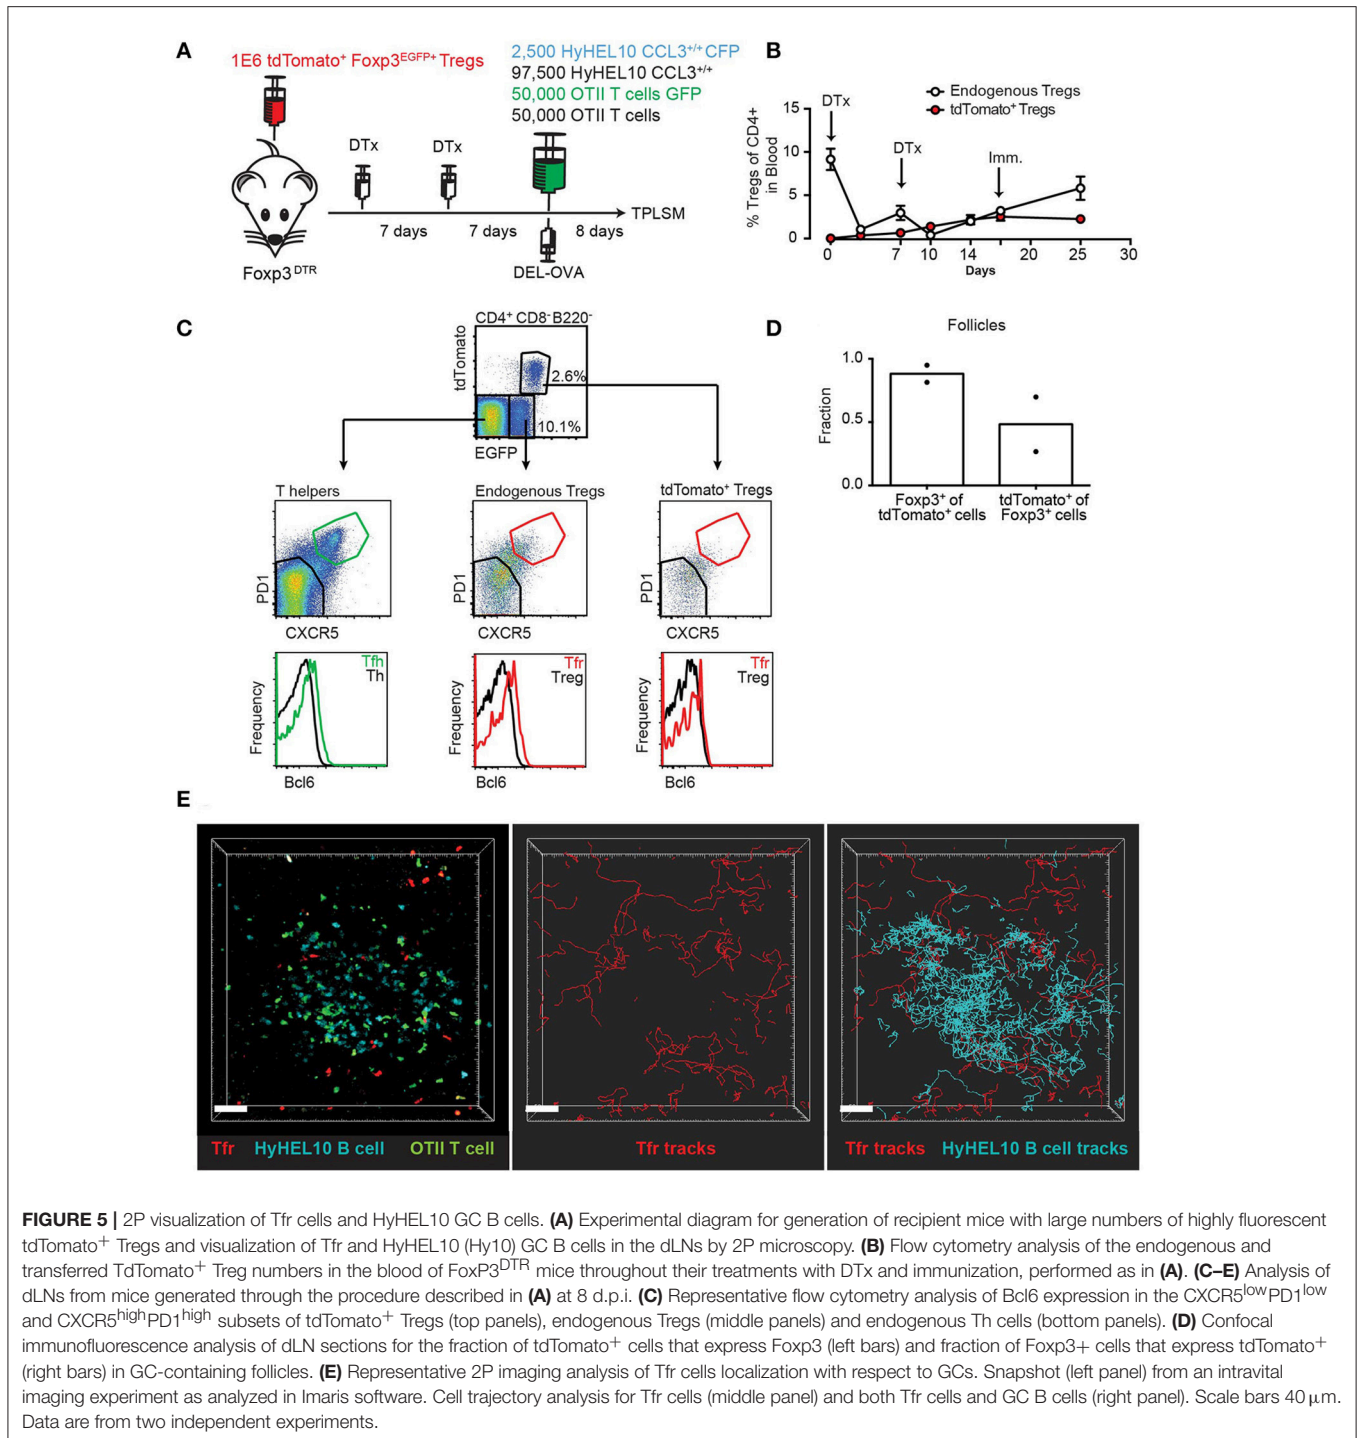 A
1E6 tdTomato+ Foxp3EGFP+ Tregs
2,500 HyHEL10 CCL3+/+ CFP
97,500 HyHEL10 CCL3+/+
50,000 OTII T cells GFP
50,000 OTII T cells
DTx
DTx
7 days
7 days
8 days
TPLSM
Foxp3DTR
DEL-OVA
B
Endogenous Tregs
tdTomato+ Tregs
% Tregs of CD4+
in Blood
15
10
5
0
DTx
DTx
Imm.
0
7
10
14
20
25
30
Days
C
CD4+ CD8- B220-
tdTomato
2.6%
10.1%
EGFP
T helpers
Endogenous Tregs
tdTomato+ Tregs
PD1
PD1
PD1
CXCR5
CXCR5
CXCR5
Tfh
Th
Tfr
Treg
Tfr
Treg
Frequency
Frequency
Frequency
Bcl6
Bcl6
Bcl6
D
Follicles
Fraction
1.0
0.5
0.0
Foxp3+ of
tdTomato+ cells
tdTomato+ of
Foxp3+ cells
E
Tfr HyHEL10 B cell OTII T cell
Tfr tracks
Tfr tracks HyHEL10 B cell tracks
FIGURE 5 | 2P visualization of Tfr cells and HyHEL10 GC B cells. (A) Experimental diagram for generation of recipient mice with large numbers of highly fluorescent
tdTomato+ Tregs and visualization of Tfr and HyHEL10 (Hy10) GC B cells in the dLNs by 2P microscopy. (B) Flow cytometry analysis of the endogenous and
transferred TdTomato+ Treg numbers in the blood of FoxP3DTR mice throughout their treatments with DTx and immunization, performed as in (A). (C–E) Analysis of
dLNs from mice generated through the procedure described in (A) at 8 d.p.i. (C) Representative flow cytometry analysis of Bcl6 expression in the CXCR5lowPD1low
and CXCR5highPD1high subsets of tdTomato+ Tregs (top panels), endogenous Tregs (middle panels) and endogenous Th cells (bottom panels). (D) Confocal
immunofluorescence analysis of dLN sections for the fraction of tdTomato+ cells that express Foxp3 (left bars) and fraction of Foxp3+ cells that express tdTomato+
(right bars) in GC-containing follicles. (E) Representative 2P imaging analysis of Tfr cells localization with respect to GCs. Snapshot (left panel) from an intravital
imaging experiment as analyzed in Imaris software. Cell trajectory analysis for Tfr cells (middle panel) and both Tfr cells and GC B cells (right panel). Scale bars 40 μm.
Data are from two independent experiments.